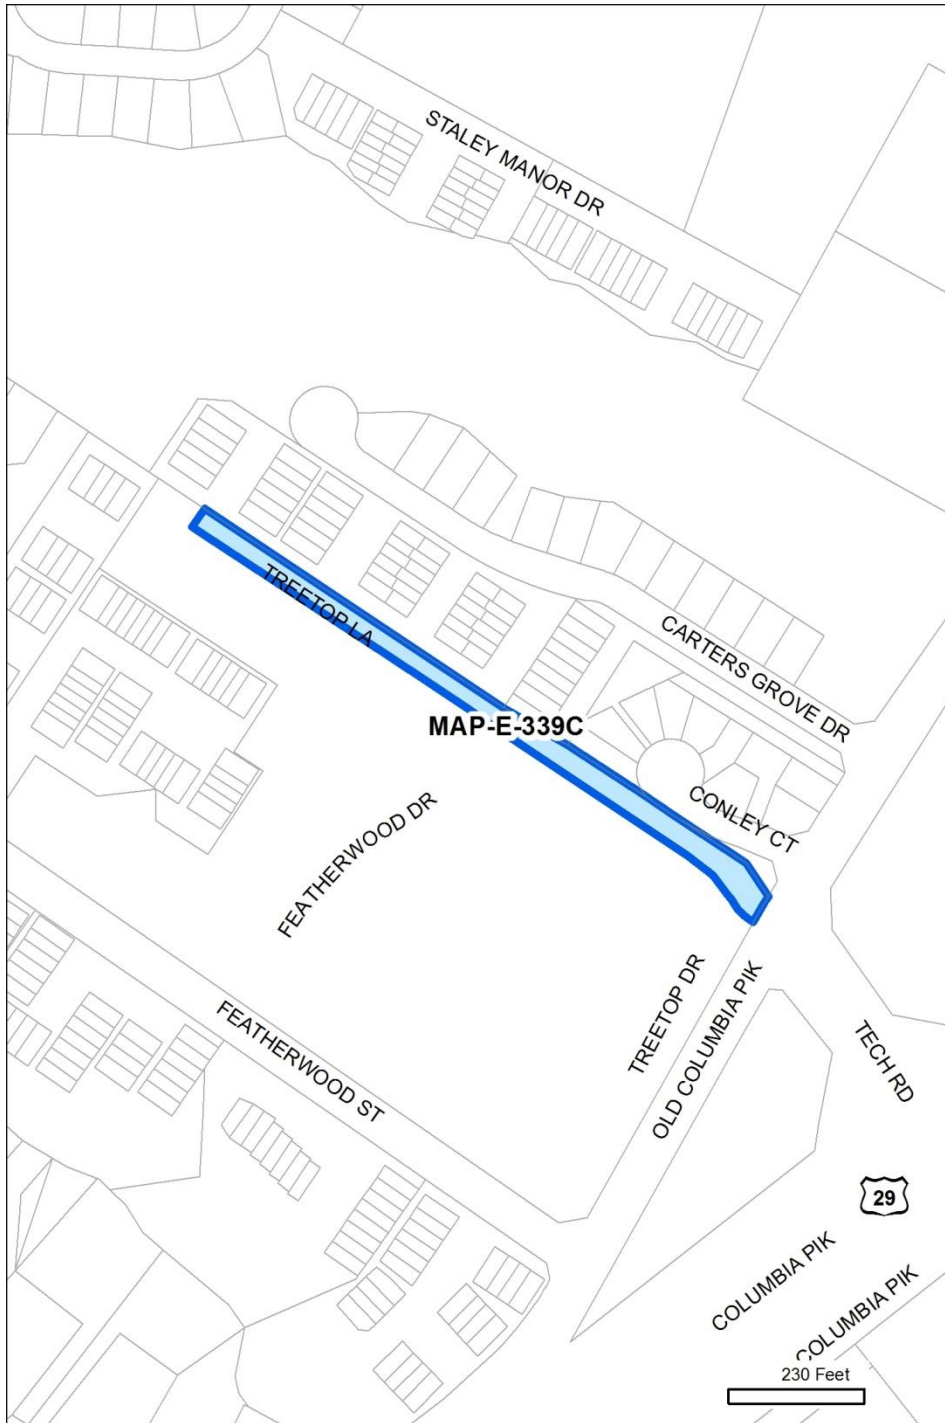 STALEY MANOR DR
TREETOP LA
CARTERS GROVE DR
MAP-E-339C
CONLEY CT
FEATHERWOOD DR
TREETOP DR
OLD COLUMBIA PIK
FEATHERWOOD ST
TECH RD
29
COLUMBIA PIK
COLUMBIA PIK
230 Feet